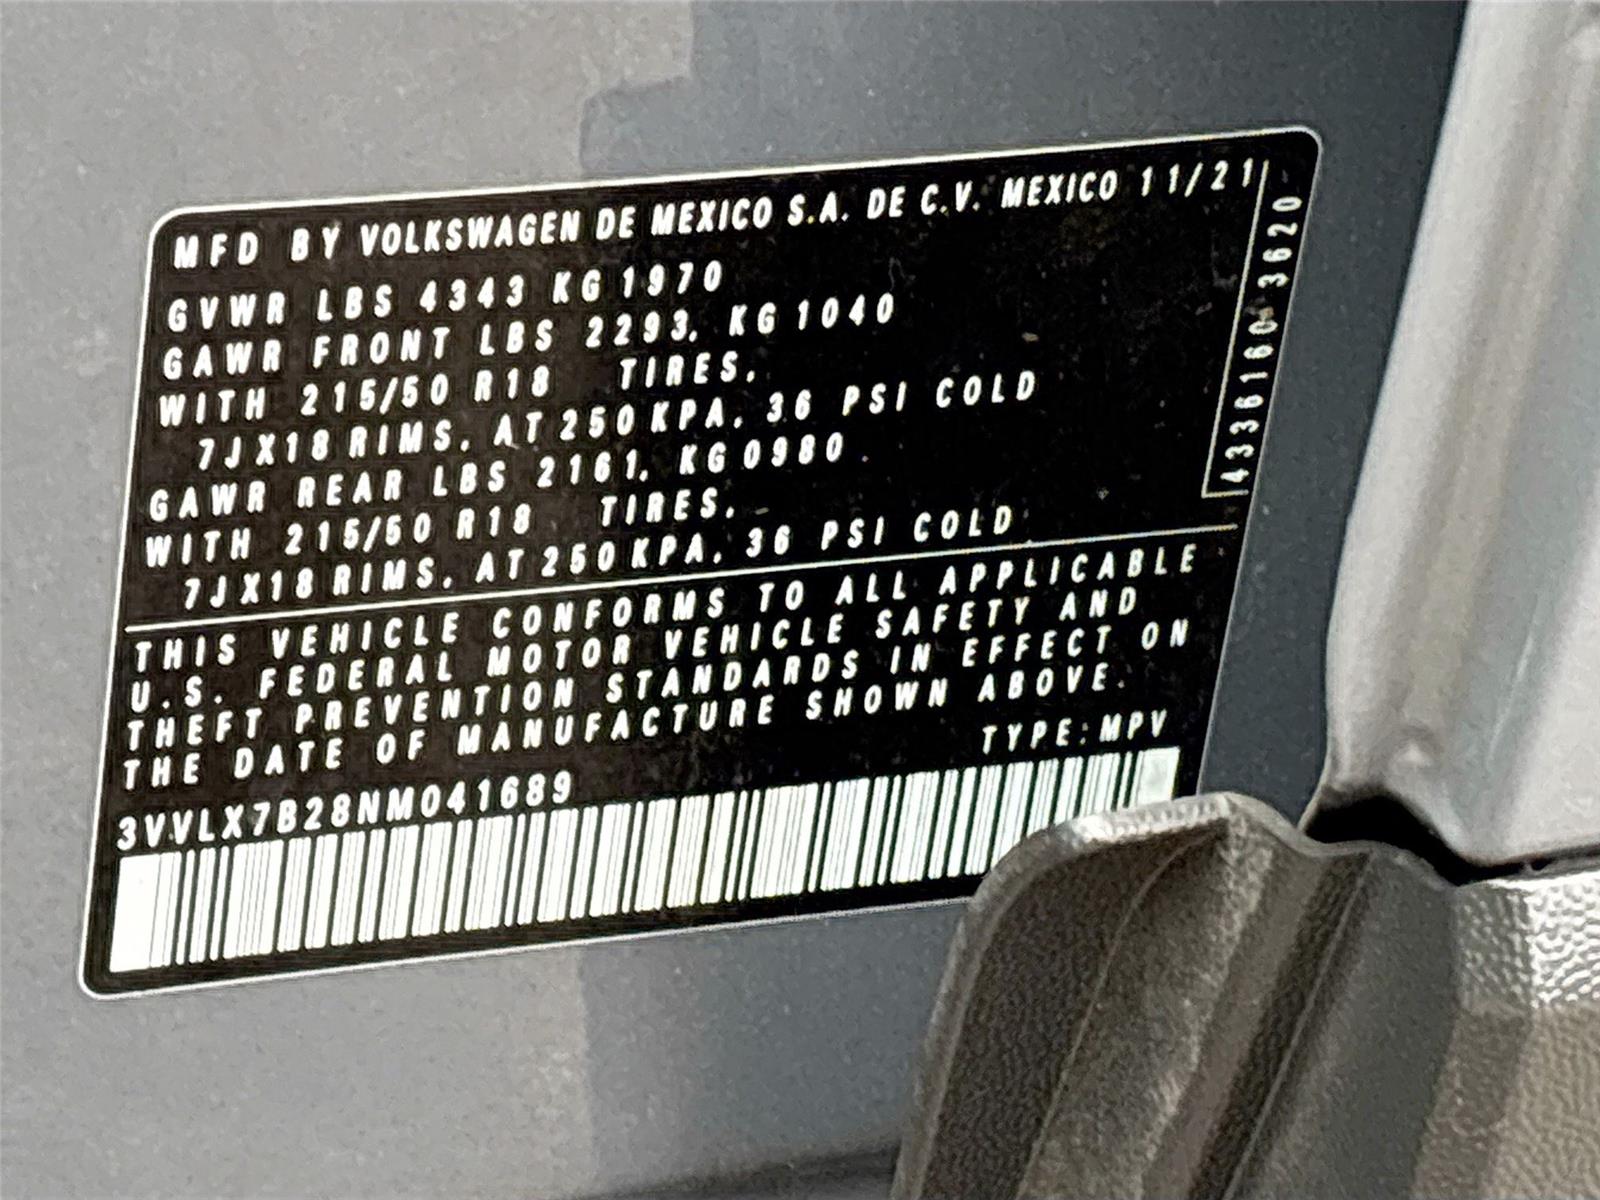 MFD BY VOLKSWAGEN DE MEXICO S.A. DE C.V. MEXICO 11/21
GVWR LBS 4343 KG 1970
GAWR FRONT LBS 2293, KG 1040
WITH 215/50 R18 TIRES,
7JX18 RIMS, AT 250 KPA, 36 PSI COLD
GAWR REAR LBS 2161, KG 0980
WITH 215/50 R18 TIRES,
7JX18 RIMS, AT 250 KPA, 36 PSI COLD
4336160 3620
THIS VEHICLE CONFORMS TO ALL APPLICABLE
U.S. FEDERAL MOTOR VEHICLE SAFETY AND
THEFT PREVENTION STANDARDS IN EFFECT ON
THE DATE OF MANUFACTURE SHOWN ABOVE.
TYPE:MPV
3VVLX7B28NM041689